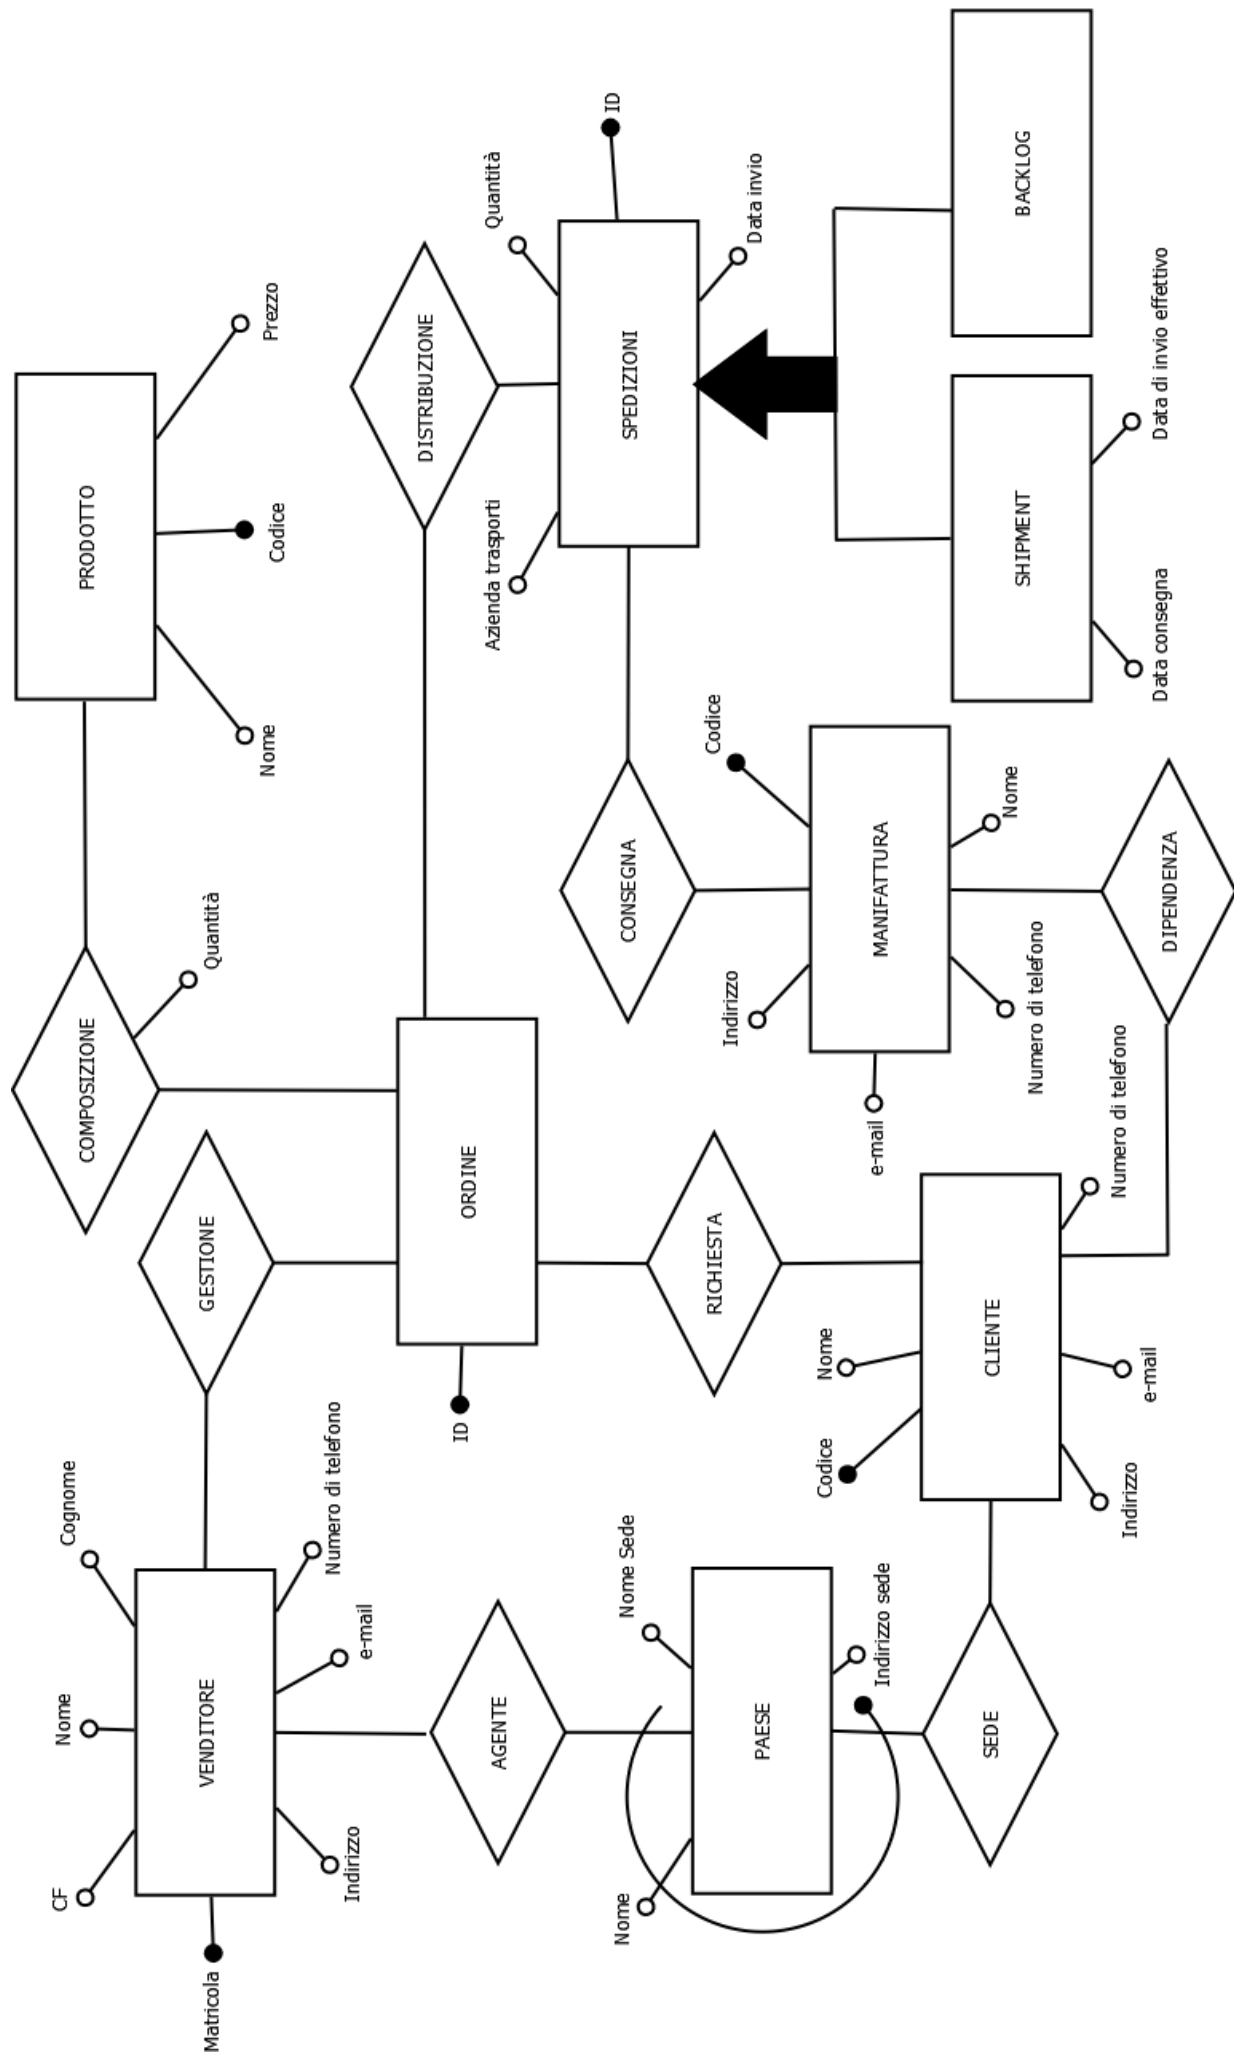 CF
Nome
Cognome
Matricola
VENDITORE
Indirizzo
e-mail
Numero di telefono
GESTIONE
COMPOSIZIONE
Quantità
PRODOTTO
Nome
Codice
Prezzo
AGENTE
ID
ORDINE
DISTRIBUZIONE
Nome
Nome Sede
PAESE
Indirizzo sede
RICHIESTA
CONSEGNA
Azienda trasporti
Quantità
ID
SPEDIZIONI
Data invio
SEDE
Codice
Nome
CLIENTE
Indirizzo
e-mail
Numero di telefono
Indirizzo
Codice
e-mail
MANIFATTURA
Numero di telefono
Nome
DIPENDENZA
SHIPMENT
BACKLOG
Data consegna
Data di invio effettivo